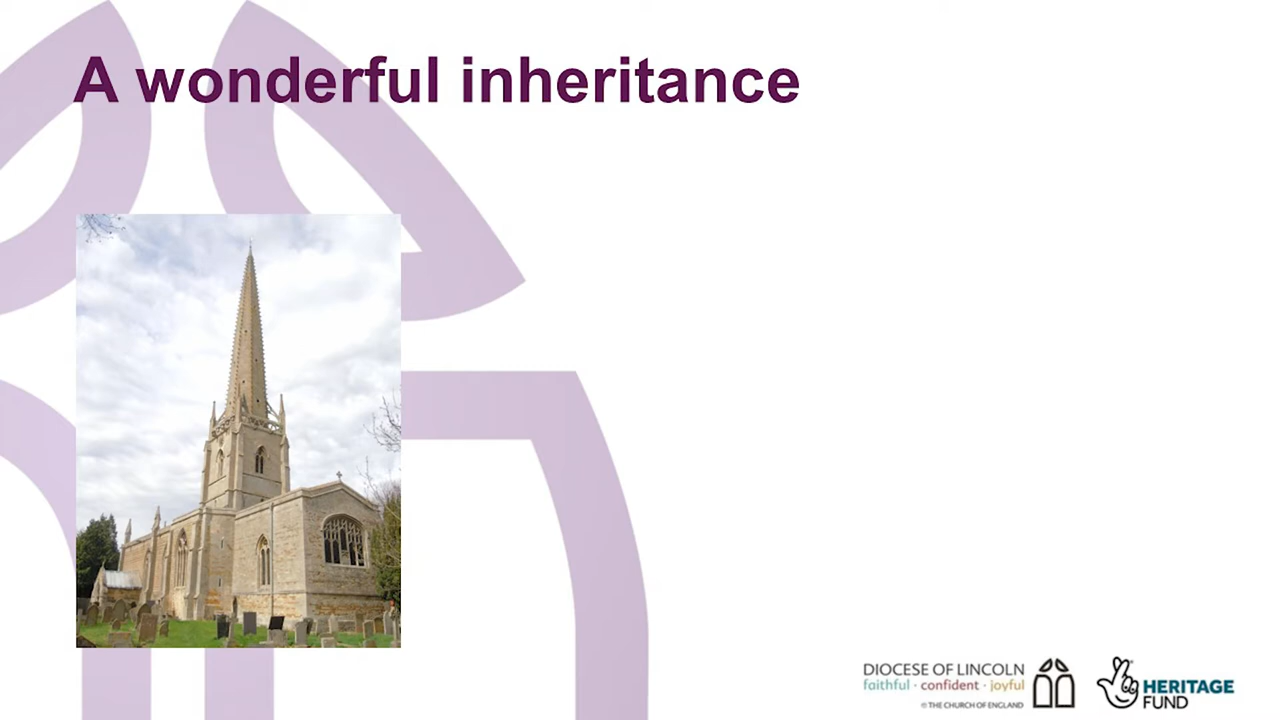 A wonderful inheritance
DIOCESE OF LINCOLN
faithful · confident · joyful
© THE CHURCH OF ENGLAND
HERITAGE
FUND